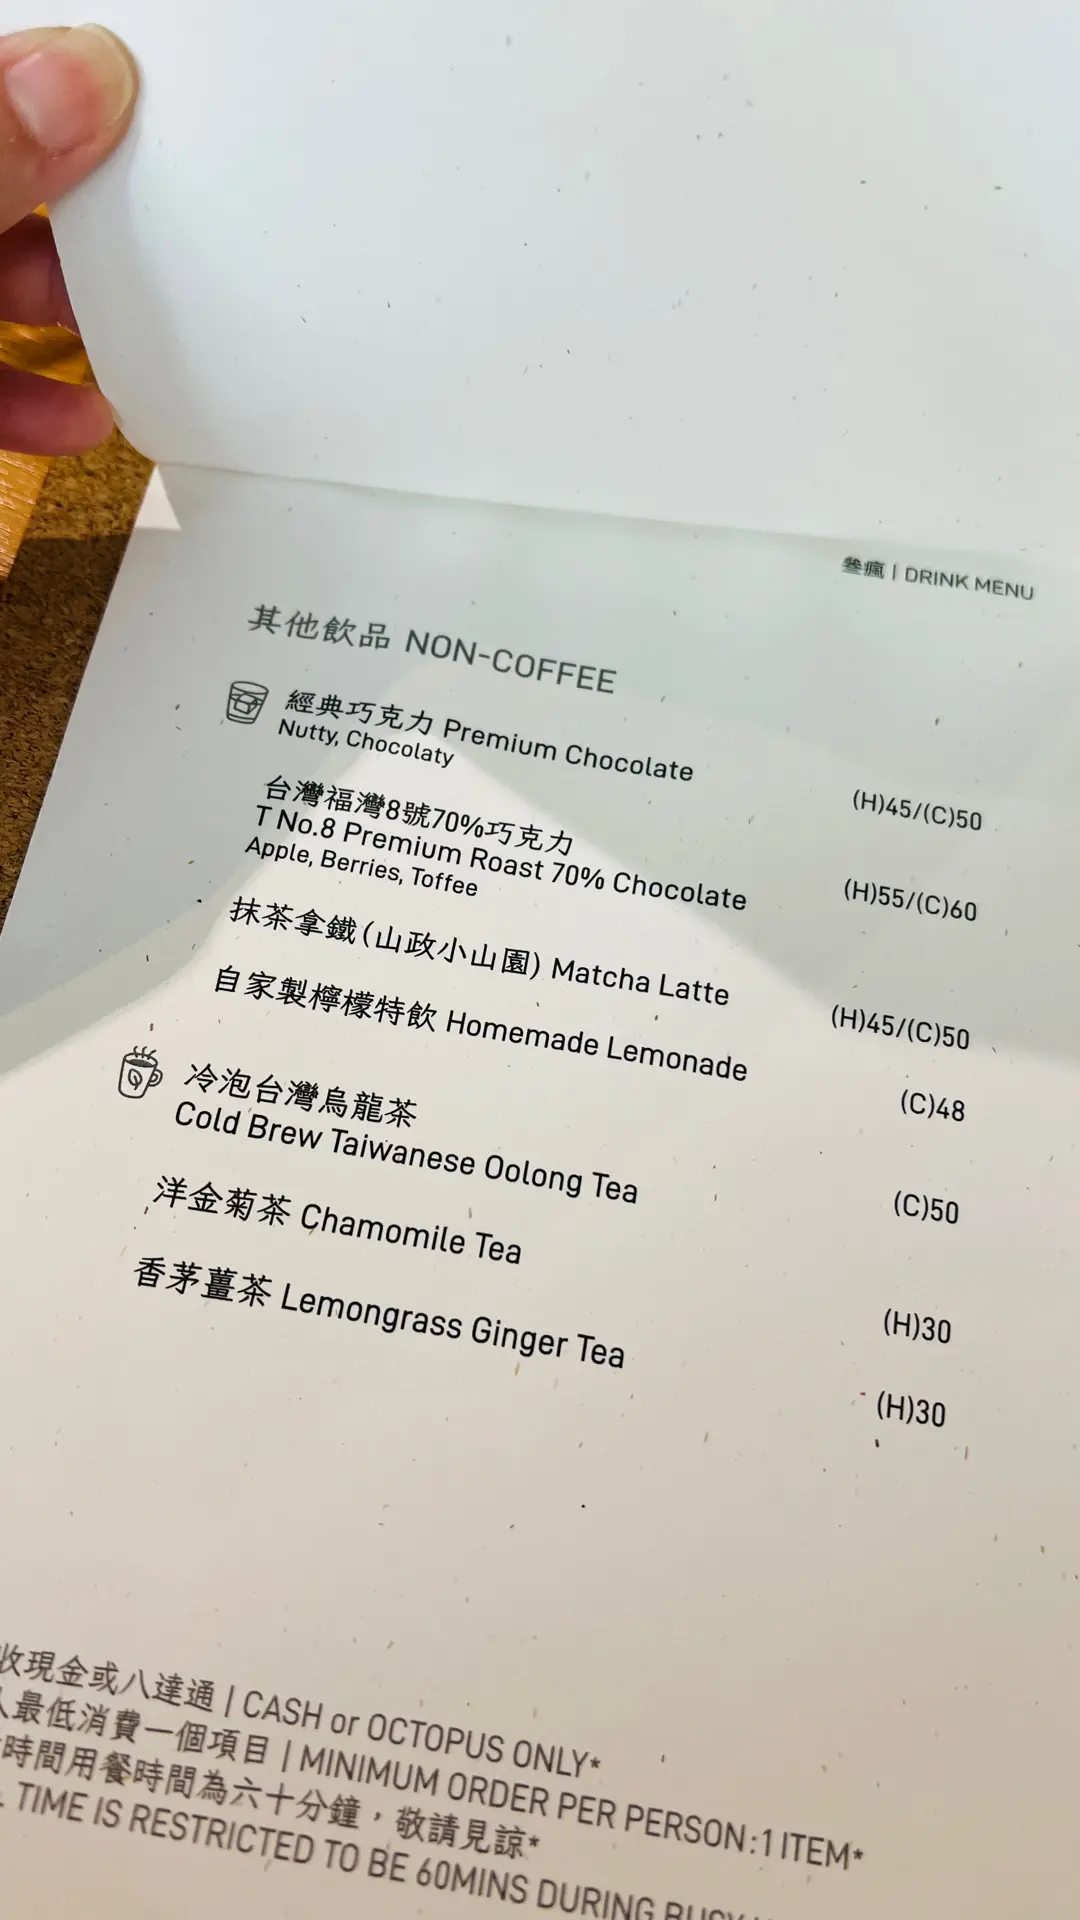 叄瘋 | DRINK MENU
其他飲品 NON-COFFEE
經典巧克力 Premium Chocolate
Nutty, Chocolaty
(H)45/(C)50
台灣福灣8號70%巧克力
T No.8 Premium Roast 70% Chocolate
Apple, Berries, Toffee
(H)55/(C)60
抹茶拿鐵(山政小山園) Matcha Latte
(H)45/(C)50
自家製檸檬特飲 Homemade Lemonade
(C)48
冷泡台灣烏龍茶
Cold Brew Taiwanese Oolong Tea
(C)50
洋金菊茶 Chamomile Tea
(H)30
香茅薑茶 Lemongrass Ginger Tea
(H)30
收現金或八達通 | CASH or OCTOPUS ONLY*
人最低消費一個項目 | MINIMUM ORDER PER PERSON:1 ITEM*
時間用餐時間為六十分鐘，敬請見諒*
TIME IS RESTRICTED TO BE 60MINS DURING